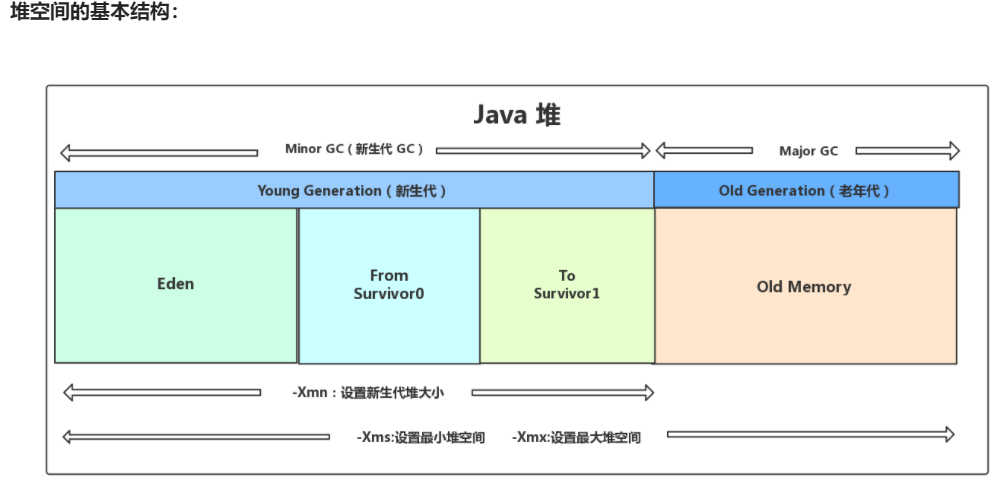 堆空间的基本结构：
Java 堆
Minor GC（新生代 GC）
Major GC
Young Generation（新生代）
Old Generation（老年代）
Eden
From
Survivor0
To
Survivor1
Old Memory
-Xmn：设置新生代堆大小
-Xms:设置最小堆空间
-Xmx:设置最大堆空间